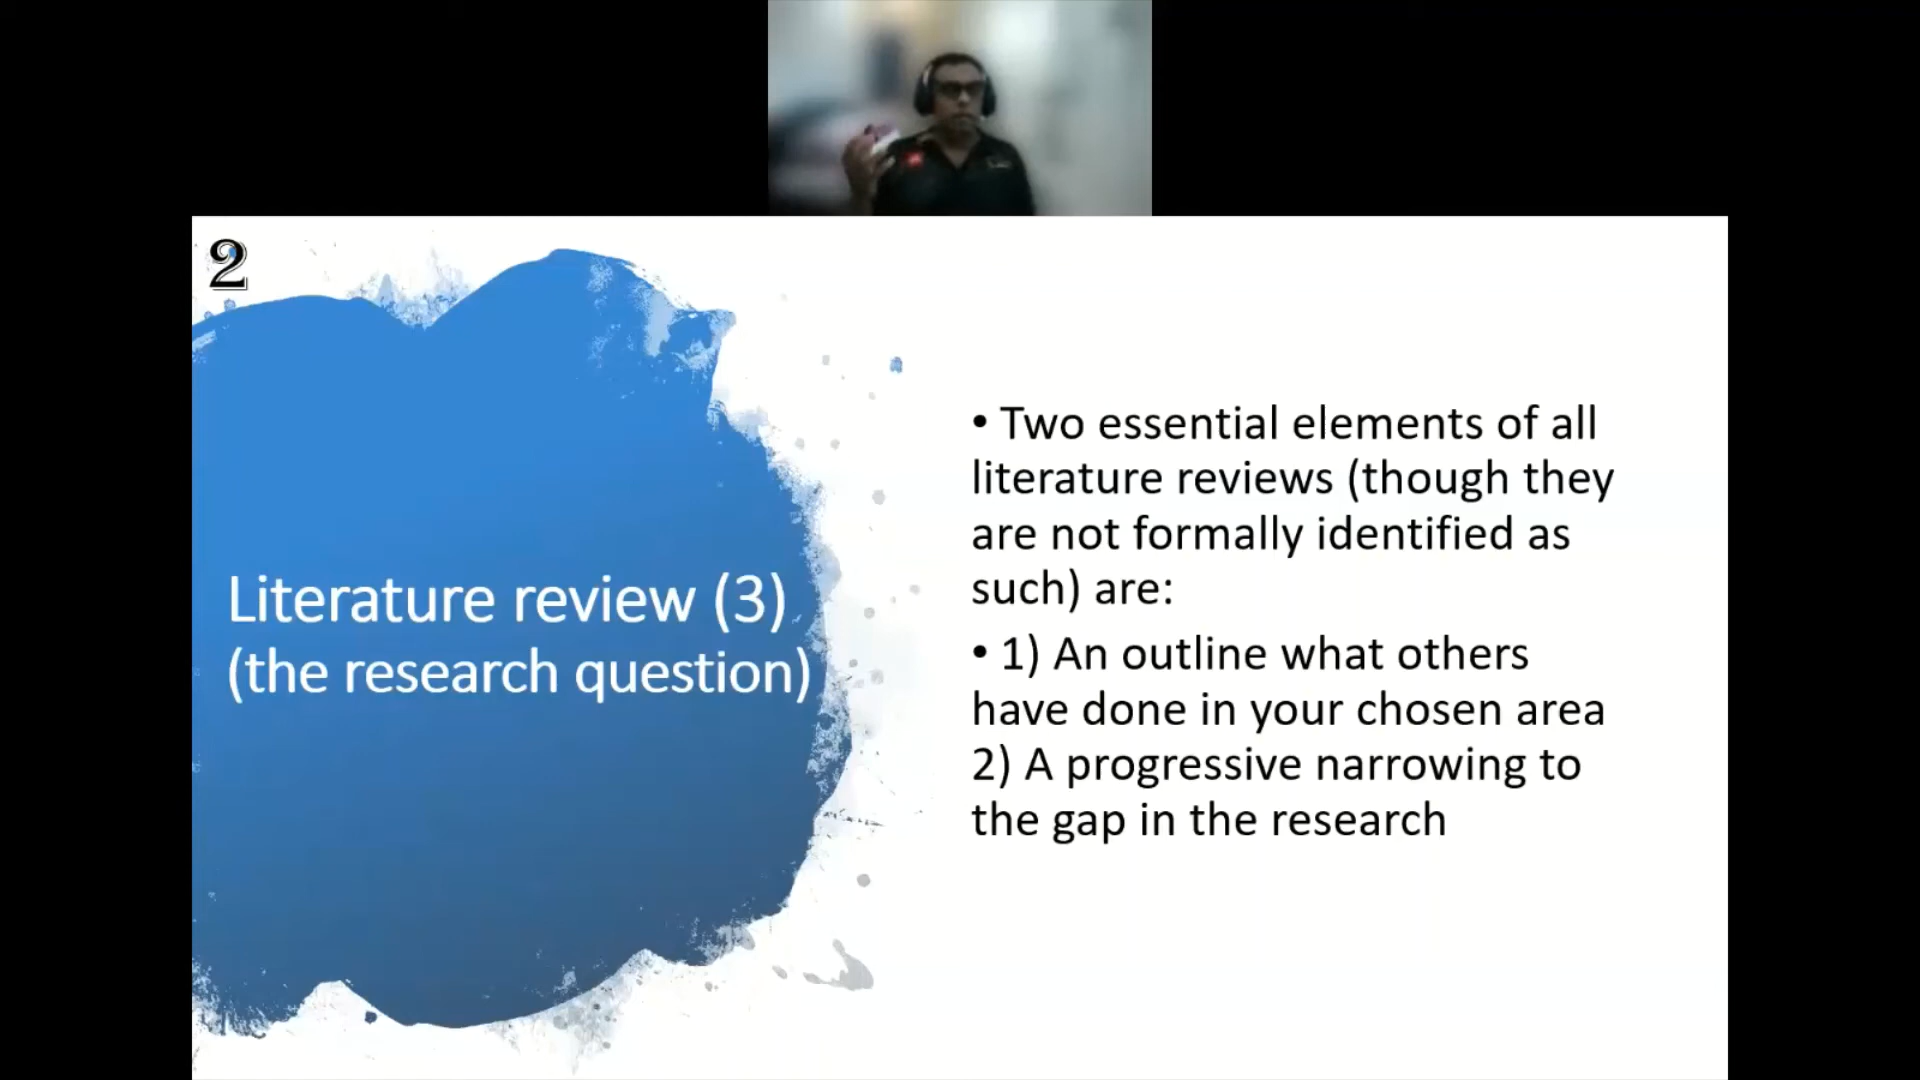 2
Literature review (3)
(the research question)
• Two essential elements of all
literature reviews (though they
are not formally identified as
such) are:
• 1) An outline what others
have done in your chosen area
2) A progressive narrowing to
the gap in the research